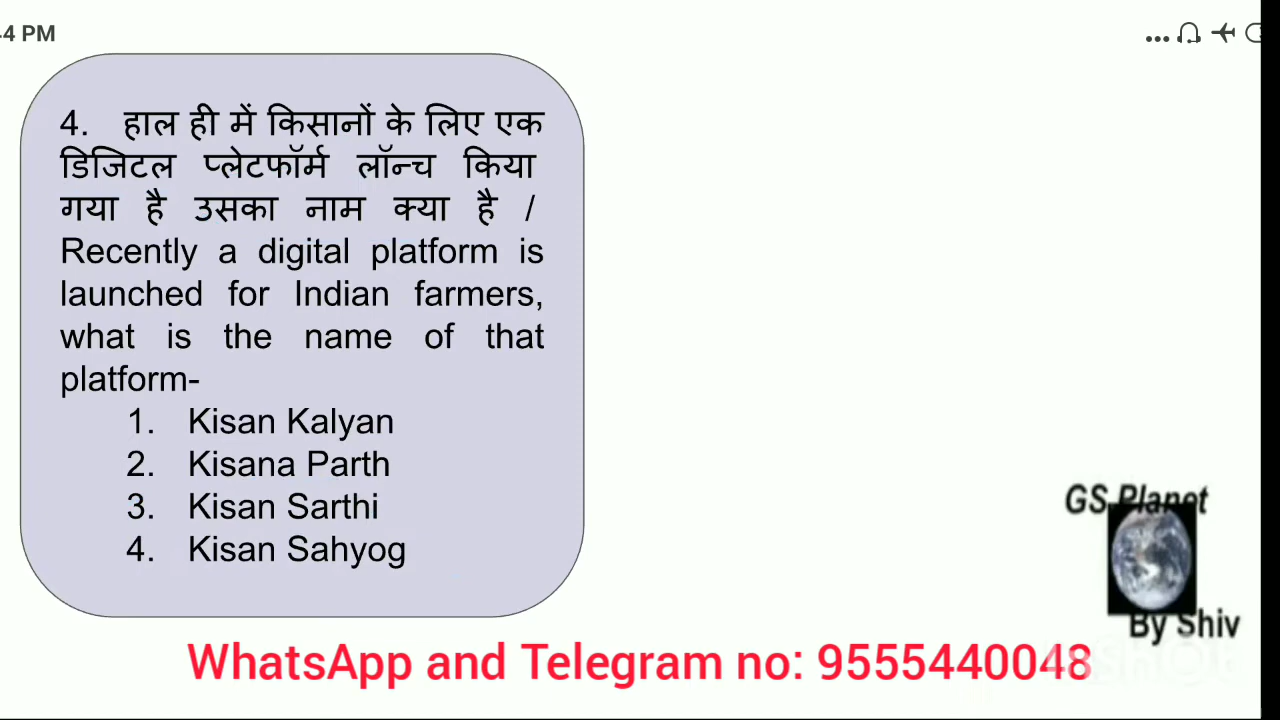 4 PM
4. हाल ही में किसानों के लिए एक
डिजिटल प्लेटफॉर्म लॉन्च किया
गया है उसका नाम क्या है /
Recently a digital platform is
launched for Indian farmers,
what is the name of that
platform-
1. Kisan Kalyan
2. Kisana Parth
3. Kisan Sarthi
4. Kisan Sahyog
GS Planet
By Shiv
WhatsApp and Telegram no: 9555440048